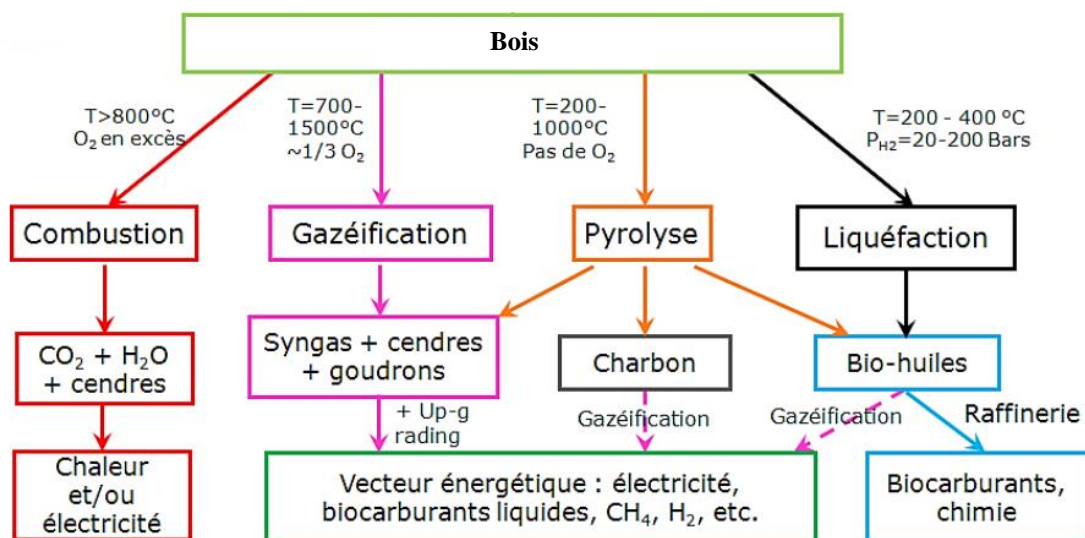 Bois
T>800°C
O₂ en excès
T=700-
1500°C
~1/3 O₂
T=200-
1000°C
Pas de O₂
T=200 - 400 °C
P_H2=20-200 Bars
Combustion
Gazéification
Pyrolyse
Liquéfaction
CO₂ + H₂O
+ cendres
Syngas + cendres
+ goudrons
Charbon
Bio-huiles
+ Up-g
rading
Gazéification
Gazéification
Raffinerie
Chaleur
et/ou
électricité
Vecteur énergétique : électricité,
biocarburants liquides, CH₄, H₂, etc.
Biocarburants,
chimie